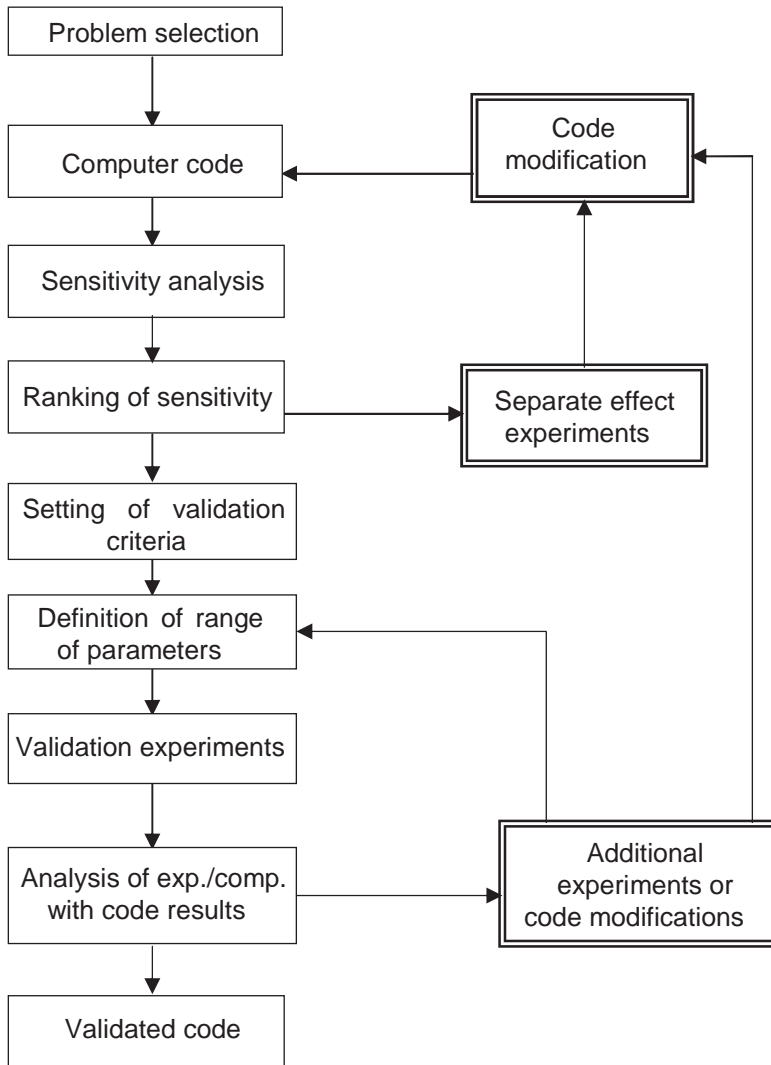 Problem selection
Computer code
Code
modification
Sensitivity analysis
Ranking of sensitivity
Separate effect
experiments
Setting of validation
criteria
Definition of range
of parameters
Validation experiments
Analysis of exp./comp.
with code results
Additional
experiments or
code modifications
Validated code